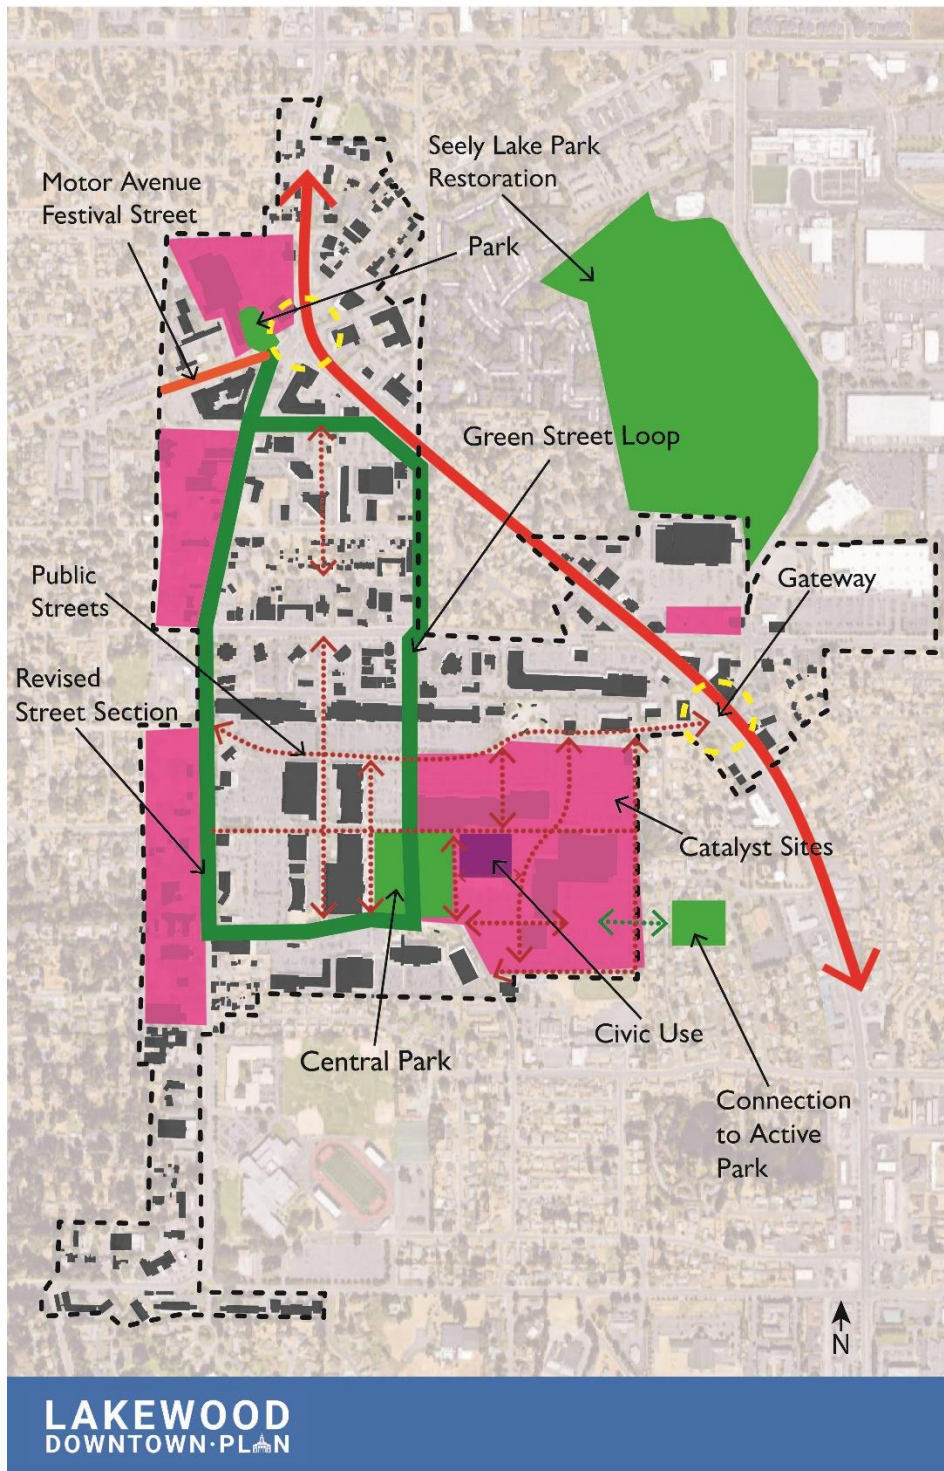 Seely Lake Park
Restoration
Motor Avenue
Festival Street
Park
Green Street Loop
Public
Streets
Gateway
Revised
Street Section
Catalyst Sites
Civic Use
Central Park
Connection
to Active
Park
N
LAKEWOOD
DOWNTOWN·PLAN